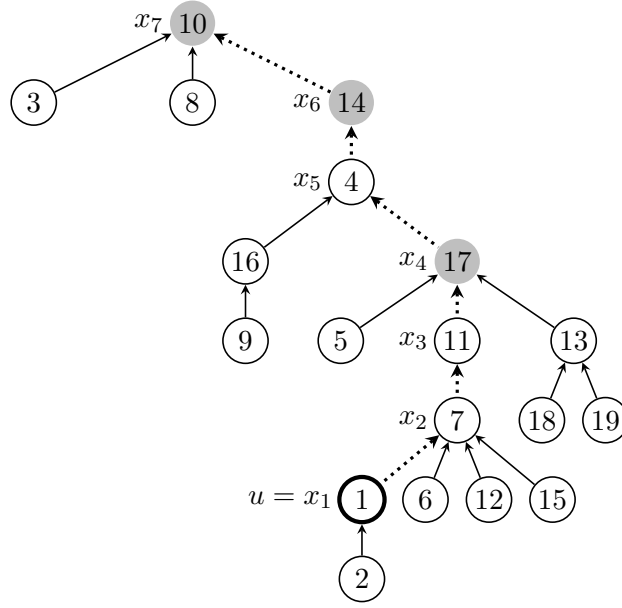 x₇ 10
3 8 x₆ 14
x₅ 4
16 x₄ 17
9 5 x₃ 11 13
x₂ 7 18 19
u = x₁ 1 6 12 15
2